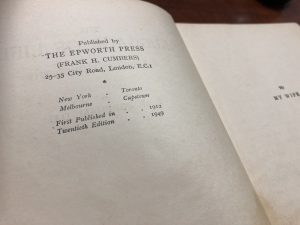 Published by
THE EPWORTH PRESS
(FRANK H. CUMBERS)
25-35 City Road, London, E.C.1
*
New York . Toronto
Melbourne . Capetown
First Published in . . 1912
Twentieth Edition . . 1949
TO
MY WIFE